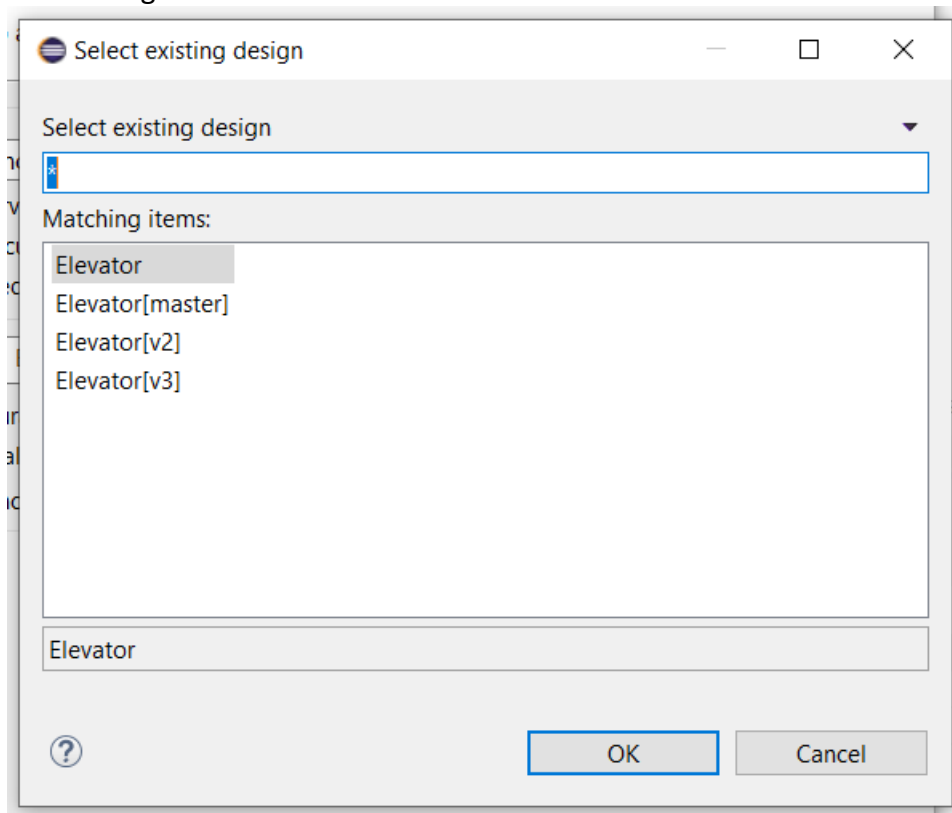 Select existing design
Select existing design
*
Matching items:
Elevator
Elevator[master]
Elevator[v2]
Elevator[v3]
Elevator
?
OK
Cancel